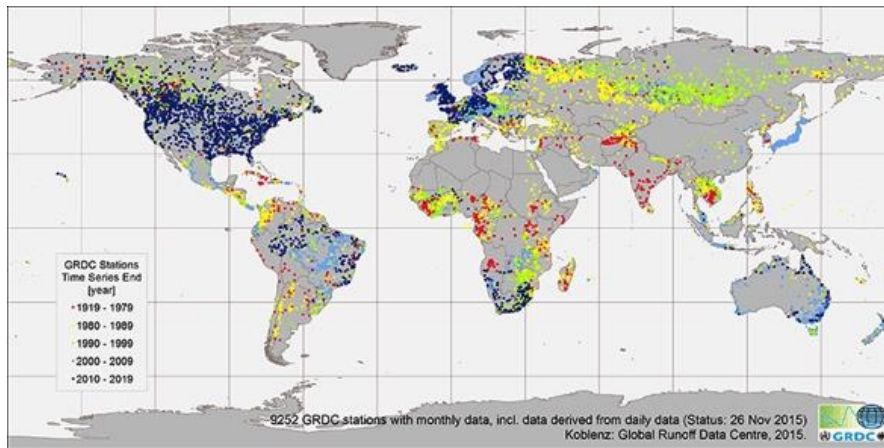 GRDC Stations
Time Series End
[year]
1919 - 1979
1980 - 1989
1990 - 1999
2000 - 2009
2010 - 2019
9252 GRDC stations with monthly data, incl. data derived from daily data (Status: 26 Nov 2015)
Koblenz: Global Runoff Data Centre, 2015.
GRDC